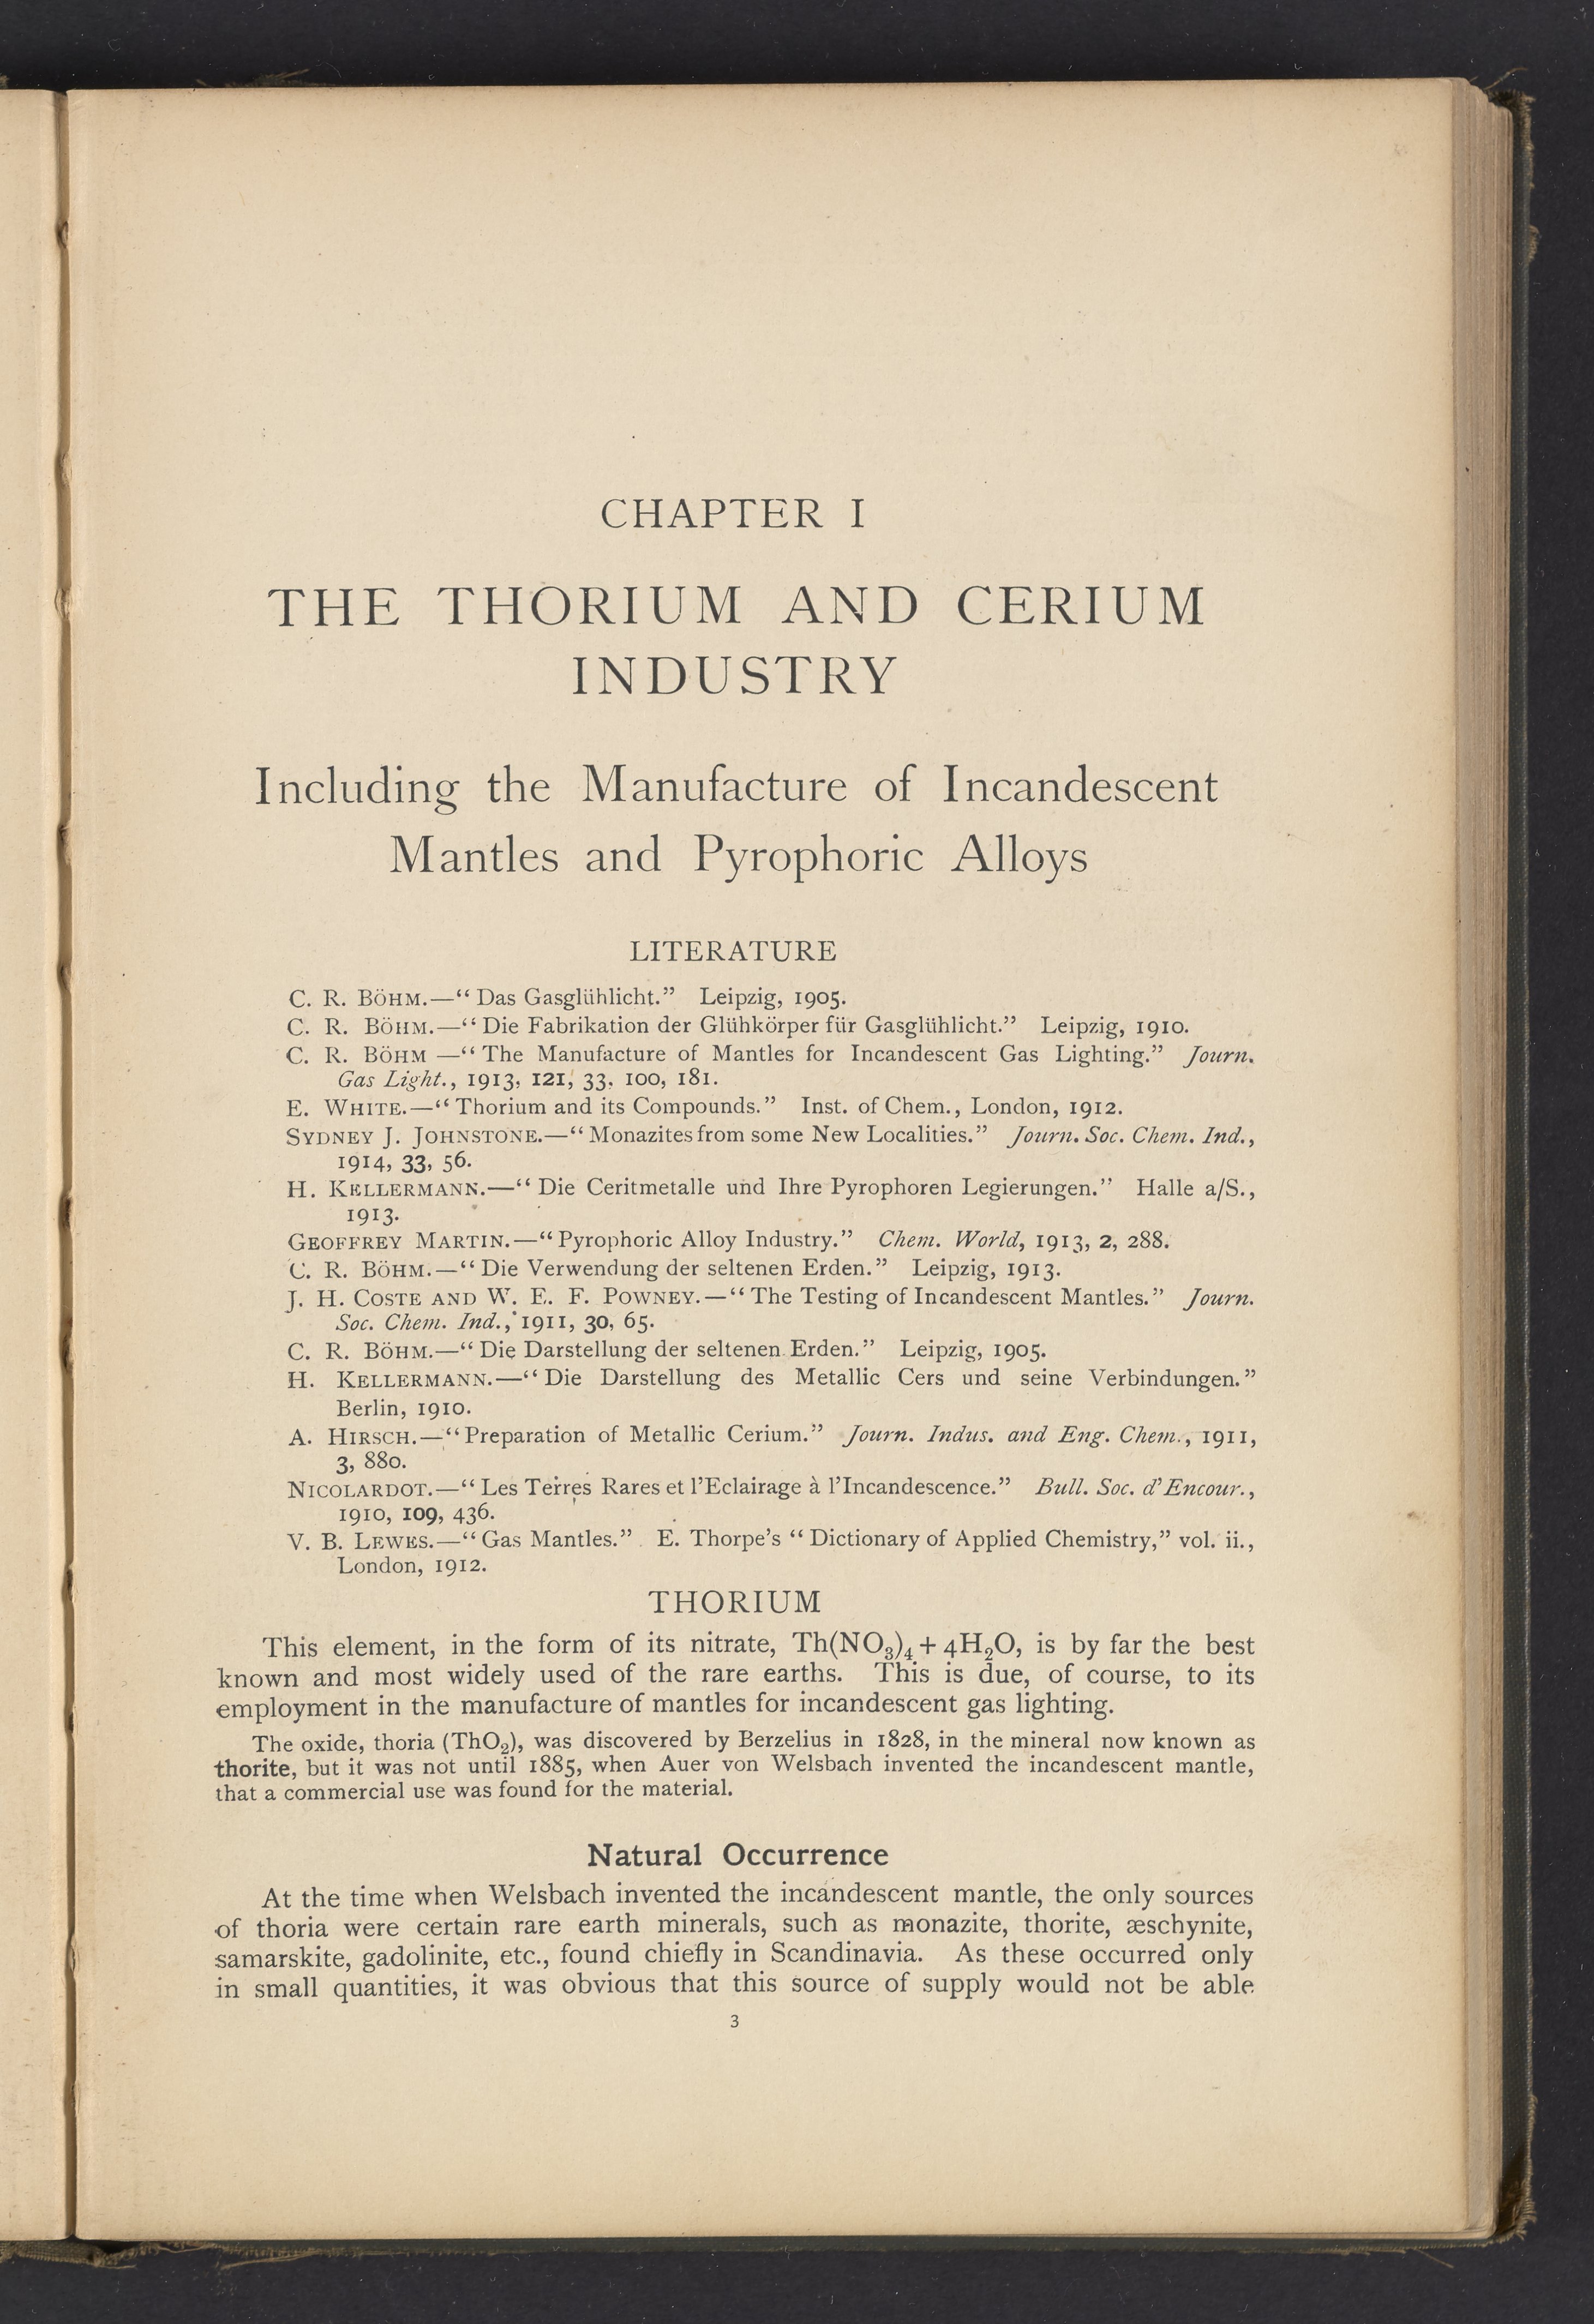 CHAPTER I
THE THORIUM AND CERIUM
INDUSTRY
Including the Manufacture of Incandescent
Mantles and Pyrophoric Alloys
LITERATURE
C. R. BÖHM.—“Das Gasglühlicht.” Leipzig, 1905.
C. R. BÖHM.—“Die Fabrikation der Glühkörper für Gasglühlicht.” Leipzig, 1910.
C. R. BÖHM —“The Manufacture of Mantles for Incandescent Gas Lighting.” Journ.
Gas Light., 1913, 121, 33, 100, 181.
E. WHITE.—“Thorium and its Compounds.” Inst. of Chem., London, 1912.
SYDNEY J. JOHNSTONE.—“Monazites from some New Localities.” Journ. Soc. Chem. Ind.,
1914, 33, 56.
H. KELLERMANN.—“Die Ceritmetalle und Ihre Pyrophoren Legierungen.” Halle a/S.,
1913.
GEOFFREY MARTIN.—“Pyrophoric Alloy Industry.” Chem. World, 1913, 2, 288.
C. R. BÖHM.—“Die Verwendung der seltenen Erden.” Leipzig, 1913.
J. H. COSTE AND W. E. F. POWNEY.—“The Testing of Incandescent Mantles.” Journ.
Soc. Chem. Ind., 1911, 30, 65.
C. R. BÖHM.—“Die Darstellung der seltenen Erden.” Leipzig, 1905.
H. KELLERMANN.—“Die Darstellung des Metallic Cers und seine Verbindungen.”
Berlin, 1910.
A. HIRSCH.—“Preparation of Metallic Cerium.” Journ. Indus. and Eng. Chem., 1911,
3, 880.
NICOLARDOT.—“Les Terres Rares et l’Eclairage à l’Incandescence.” Bull. Soc. d’Encour.,
1910, 109, 436.
V. B. LEWES.—“Gas Mantles.” E. Thorpe’s “Dictionary of Applied Chemistry,” vol. ii.,
London, 1912.
THORIUM
This element, in the form of its nitrate, Th(NO₃)₄+4H₂O, is by far the best
known and most widely used of the rare earths. This is due, of course, to its
employment in the manufacture of mantles for incandescent gas lighting.
The oxide, thoria (ThO₂), was discovered by Berzelius in 1828, in the mineral now known as
thorite, but it was not until 1885, when Auer von Welsbach invented the incandescent mantle,
that a commercial use was found for the material.
Natural Occurrence
At the time when Welsbach invented the incandescent mantle, the only sources
of thoria were certain rare earth minerals, such as monazite, thorite, æschynite,
samarskite, gadolinite, etc., found chiefly in Scandinavia. As these occurred only
in small quantities, it was obvious that this source of supply would not be able
3